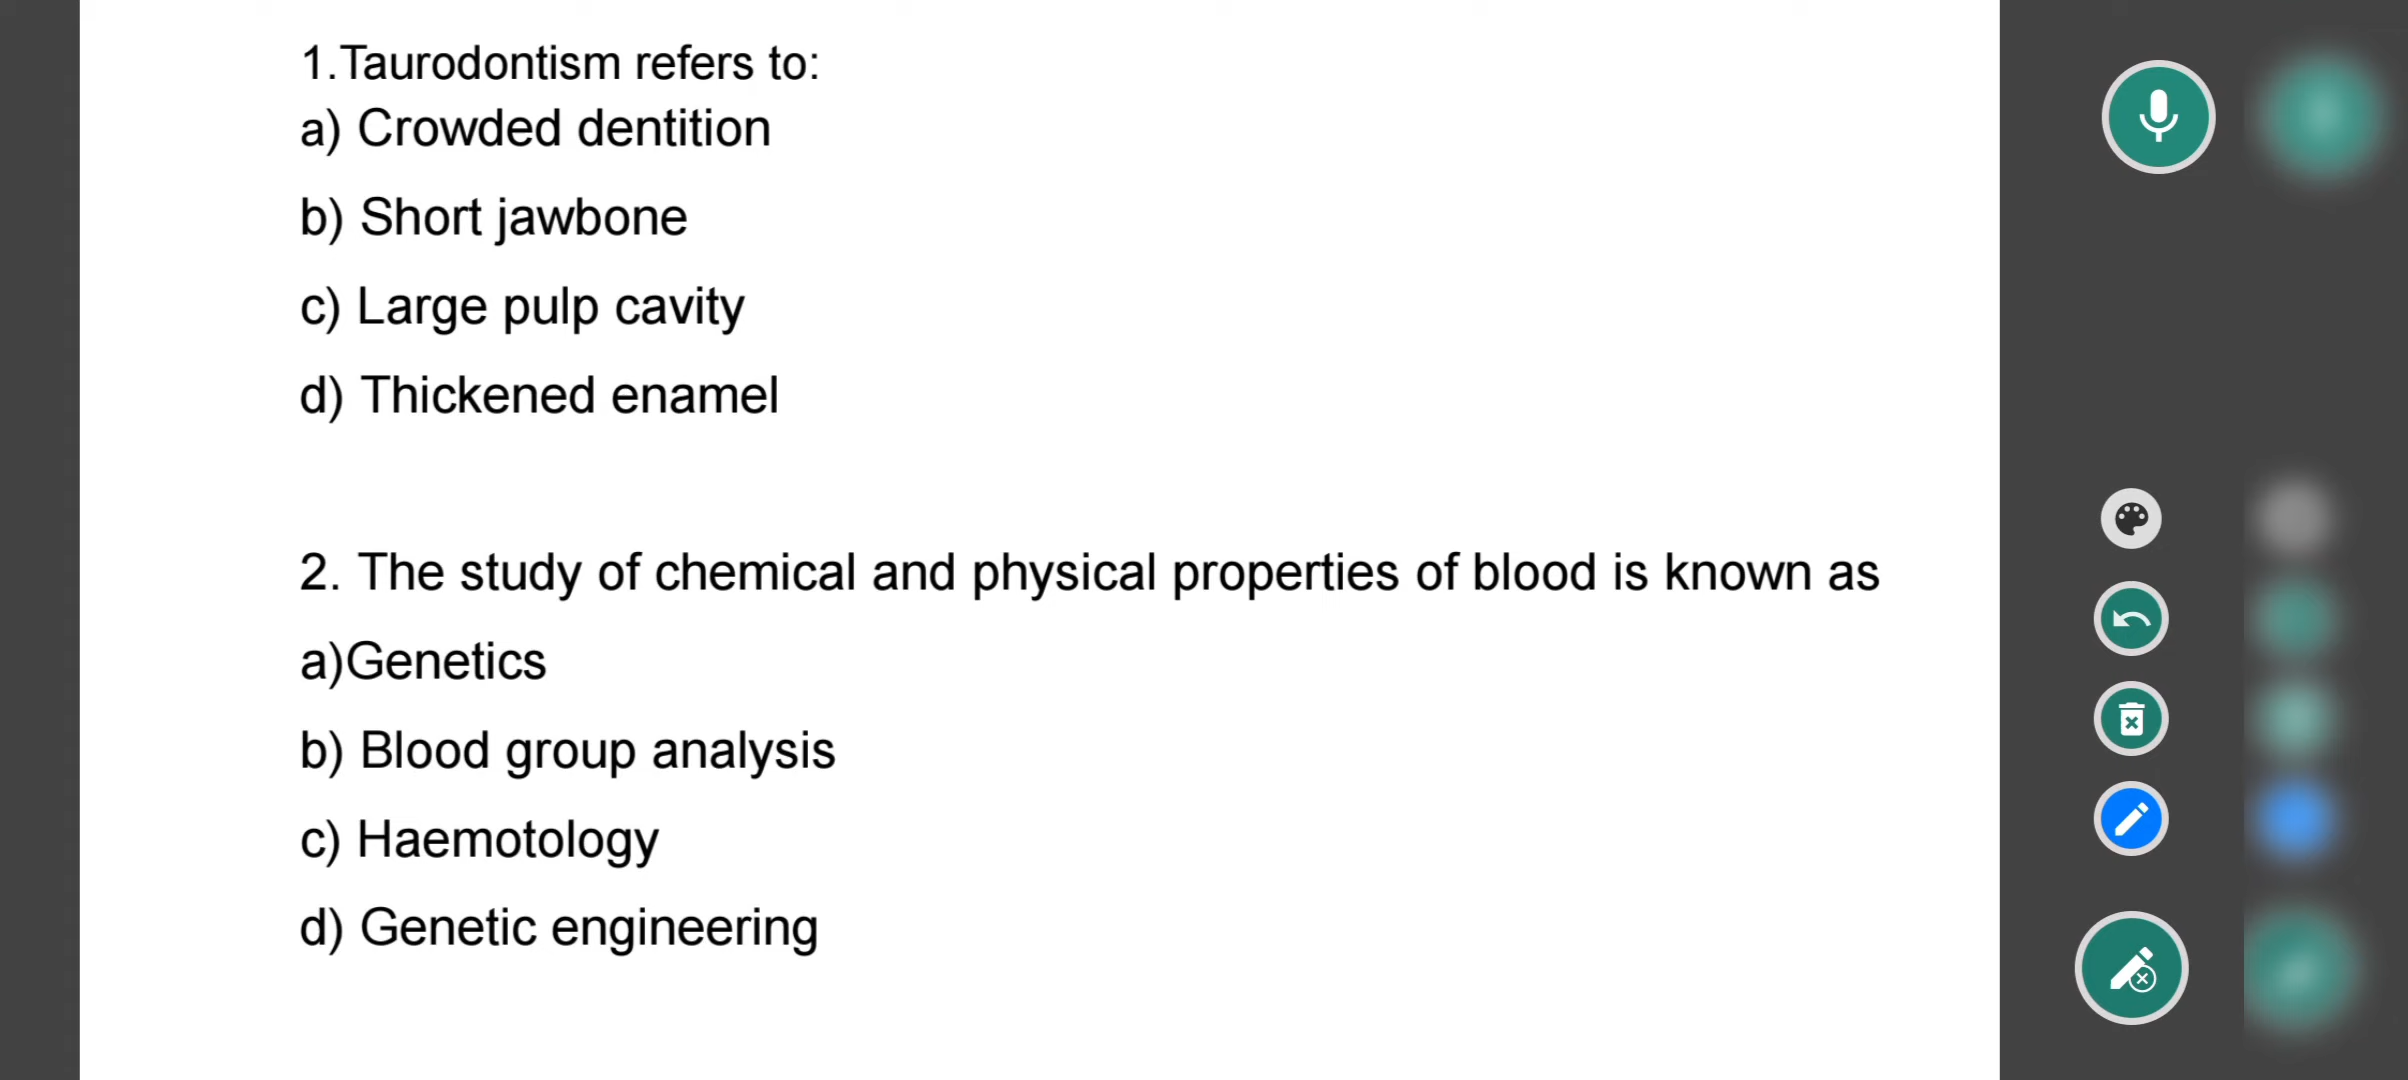 1.Taurodontism refers to:
a) Crowded dentition
b) Short jawbone
c) Large pulp cavity
d) Thickened enamel
2. The study of chemical and physical properties of blood is known as
a)Genetics
b) Blood group analysis
c) Haemotology
d) Genetic engineering